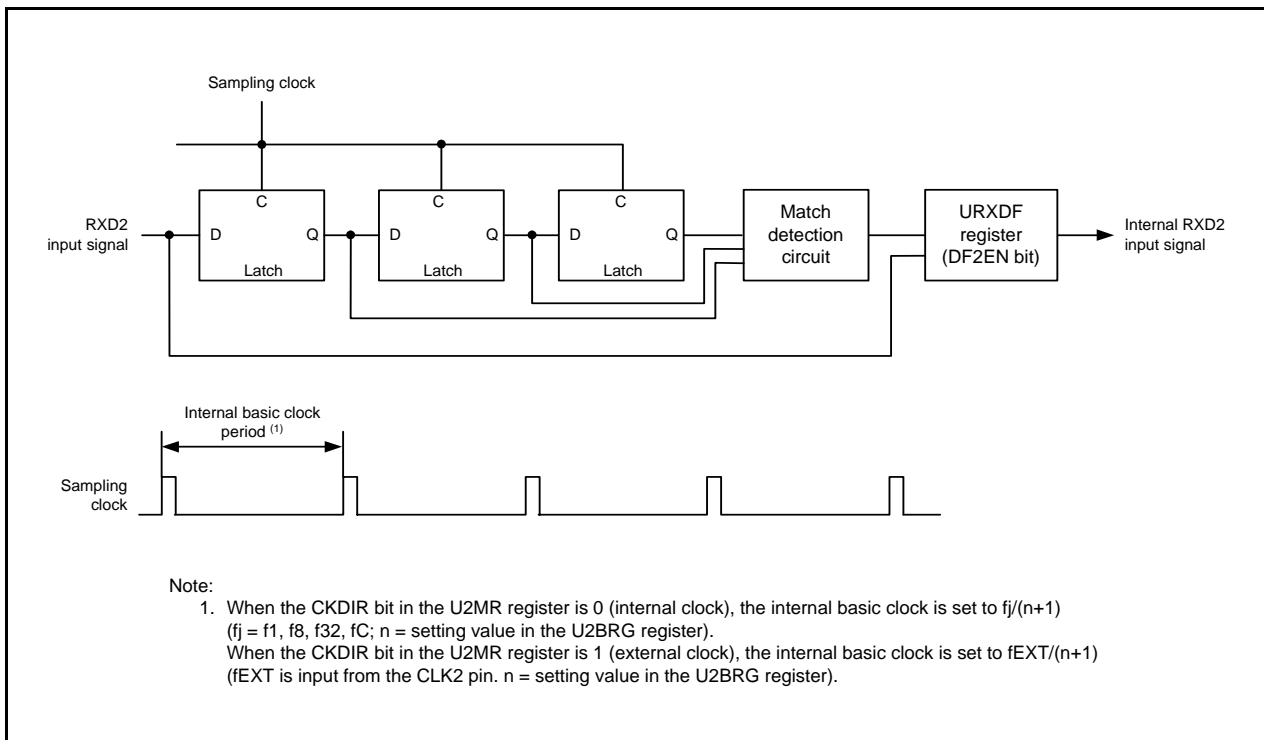 Sampling clock
C
C
C
RXD2
input signal
D
Q
D
Q
D
Q
Latch
Latch
Latch
Match
detection
circuit
URXDF
register
(DF2EN bit)
Internal RXD2
input signal
Internal basic clock
period (1)
Sampling
clock
Note:
1. When the CKDIR bit in the U2MR register is 0 (internal clock), the internal basic clock is set to fj/(n+1)
(fj = f1, f8, f32, fC; n = setting value in the U2BRG register).
When the CKDIR bit in the U2MR register is 1 (external clock), the internal basic clock is set to fEXT/(n+1)
(fEXT is input from the CLK2 pin. n = setting value in the U2BRG register).